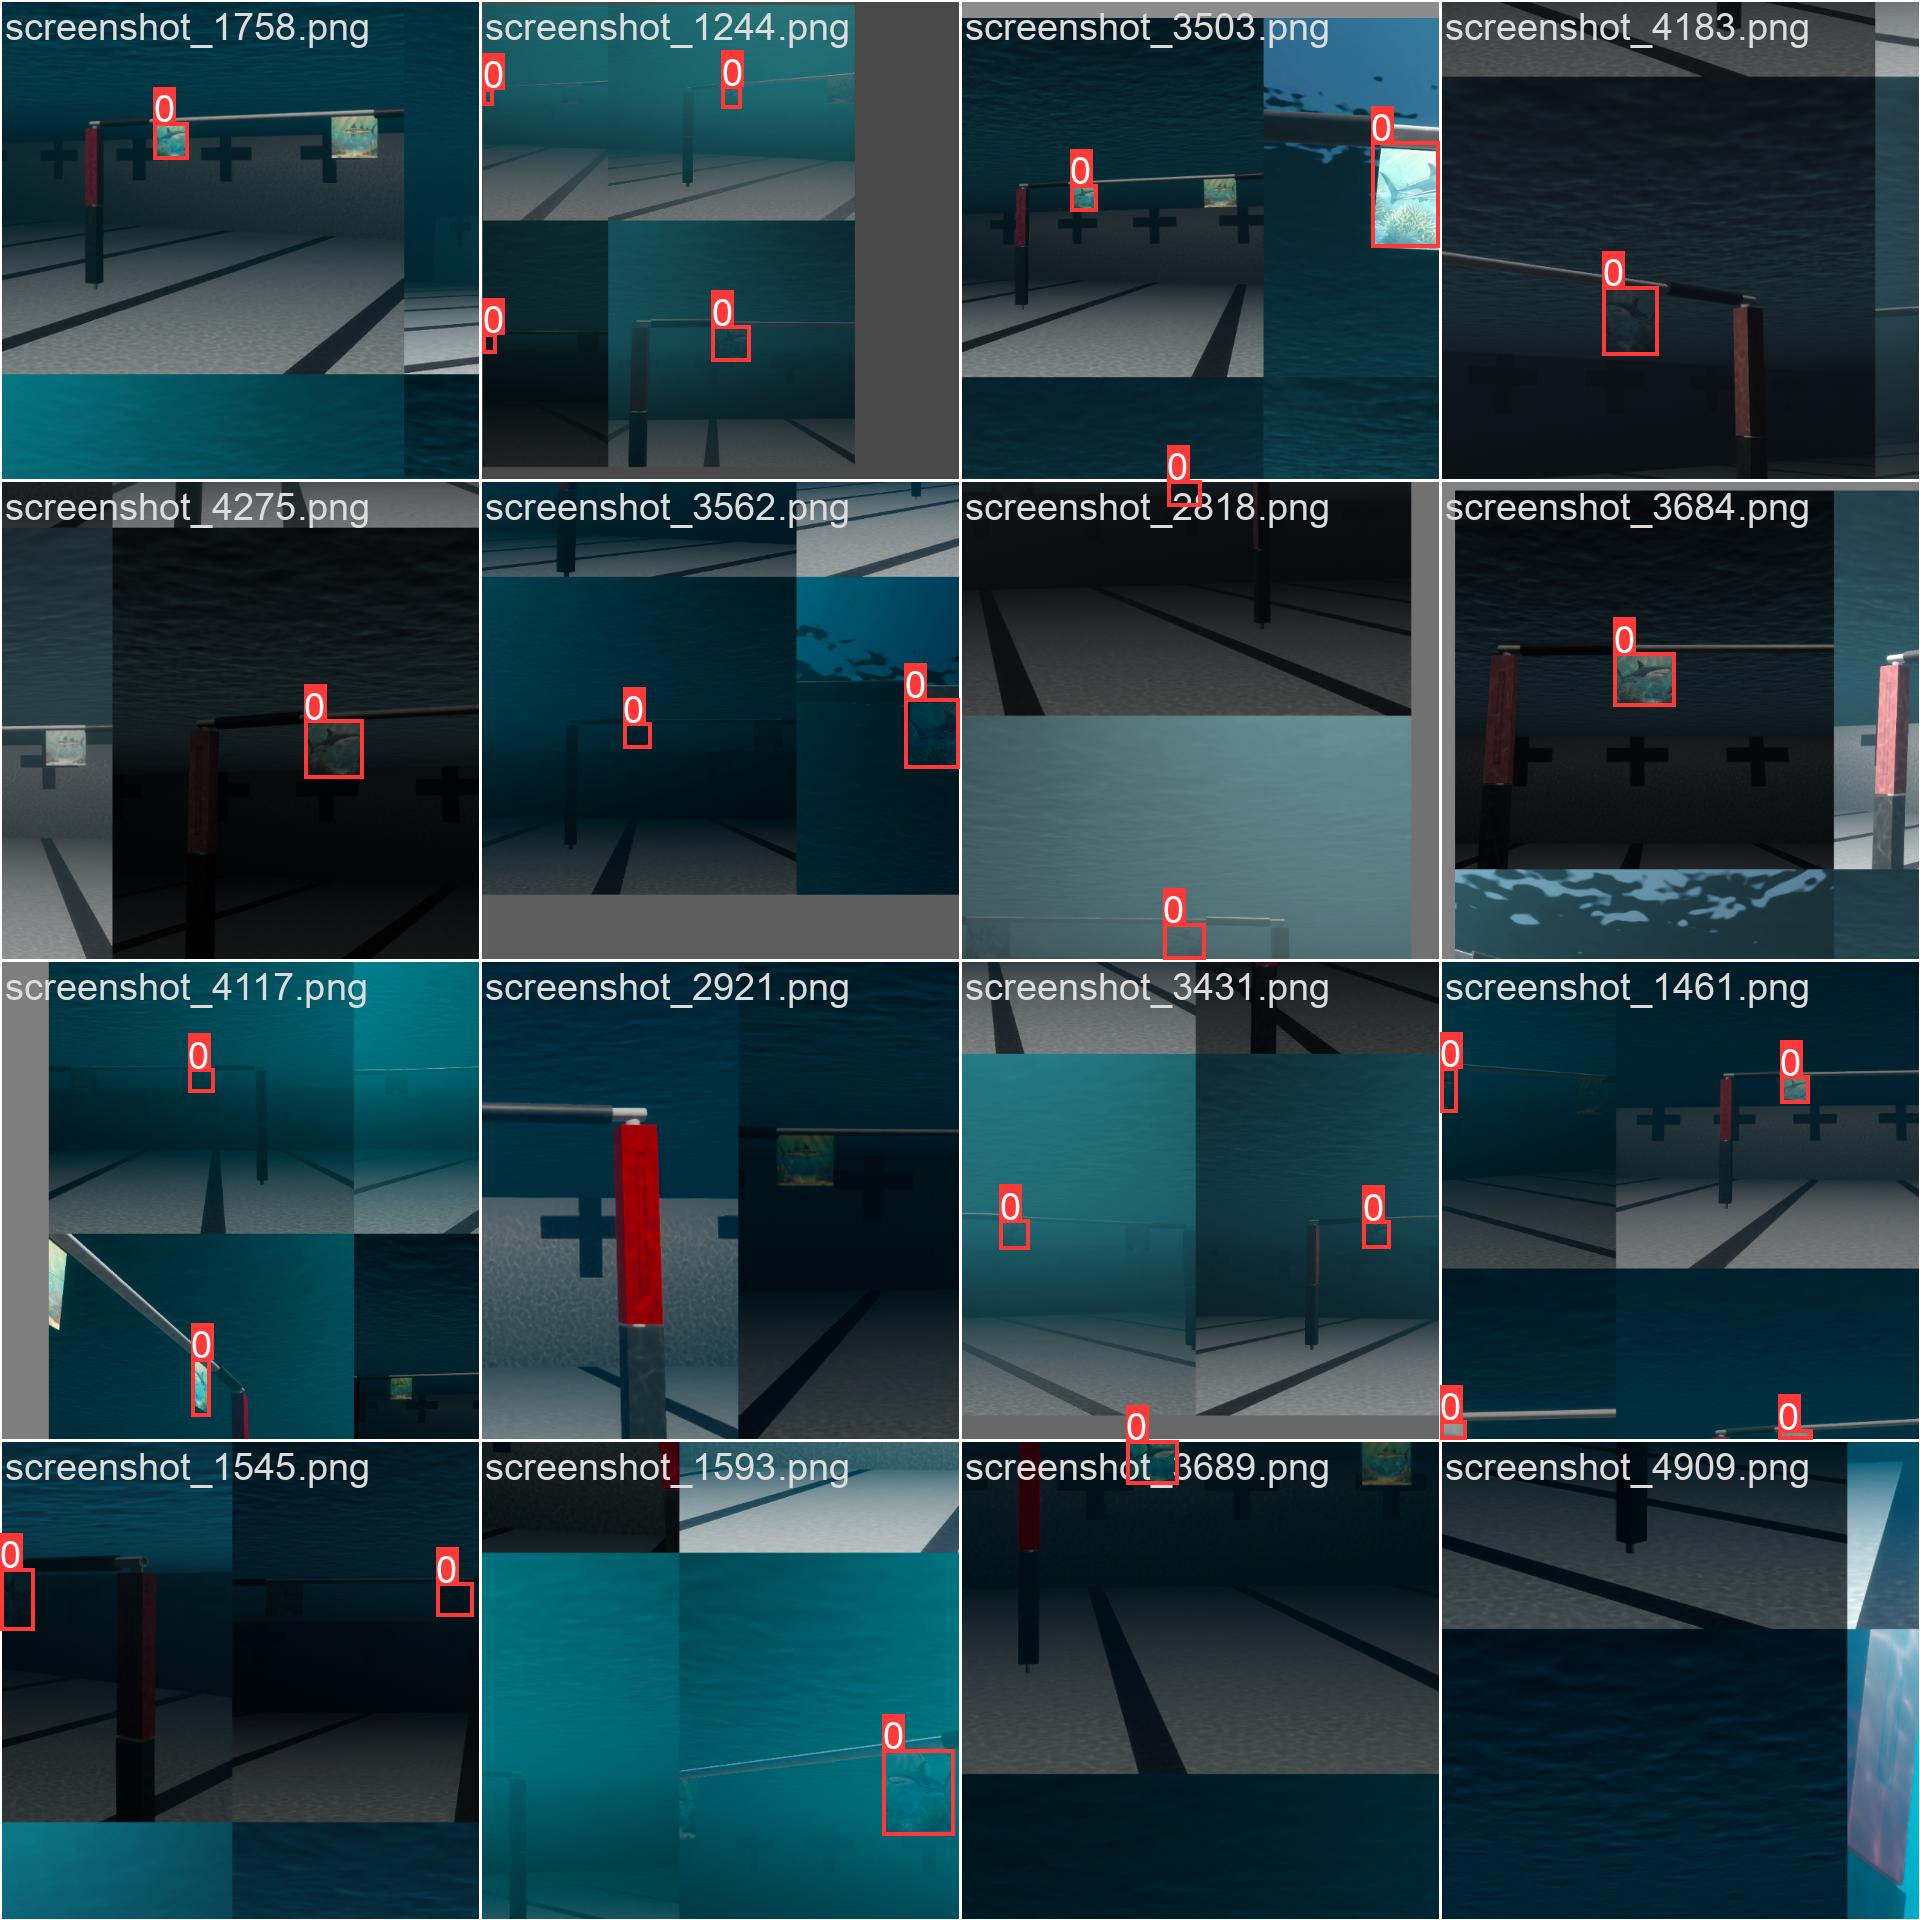 screenshot_1758.png
screenshot_1244.png
screenshot_3503.png
screenshot_4183.png
0
0
0
0
0
0
0
0
0
screenshot_4275.png
screenshot_3562.png
screenshot_2818.png
screenshot_3684.png
0
0
0
0
0
0
screenshot_4117.png
screenshot_2921.png
screenshot_3431.png
screenshot_1461.png
0
0
0
0
0
0
0
0
screenshot_1545.png
screenshot_1593.png
screenshot_3689.png
screenshot_4909.png
0
0
0
0